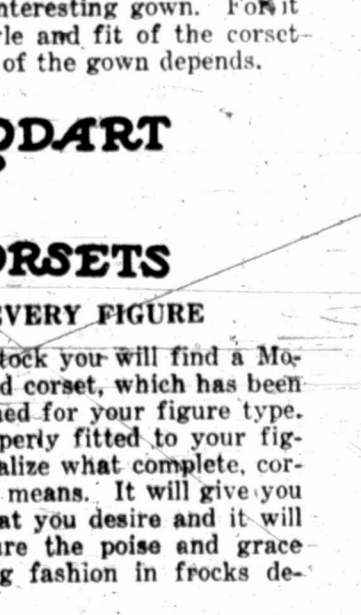 nteresting gown. For it
le and fit of the corset
of the gown depends.
ODART
ORSETS
EVERY FIGURE
tock you will find a Mo-
d corset, which has been
ned for your figure type.
perly fitted to your fig-
alize what complete, cor-
means. It will give you
at you desire and it will
ure the poise and grace
g fashion in frocks de-